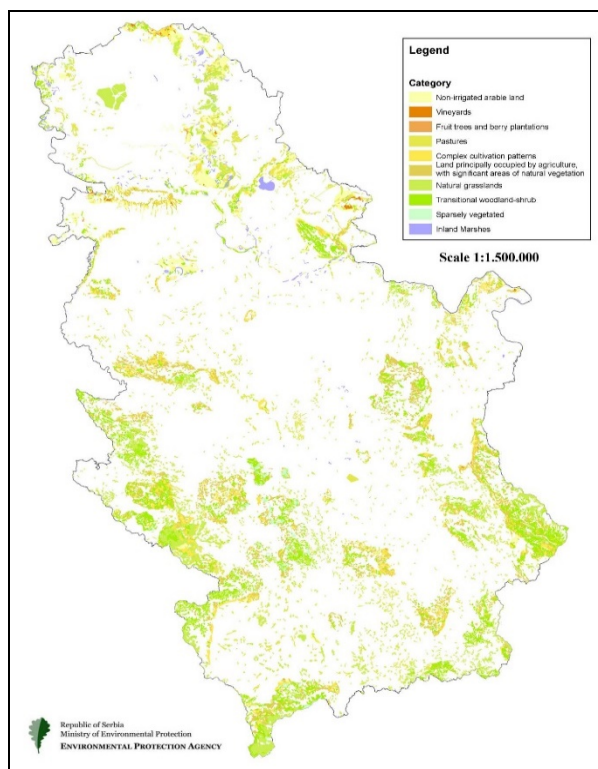 Legend
Category
Non-irrigated arable land
Vineyards
Fruit trees and berry plantations
Pastures
Complex cultivation patterns
Land principally occupied by agriculture,
with significant areas of natural vegetation
Natural grasslands
Transitional woodland-shrub
Sparsely vegetated
Inland Marshes
Scale 1:1.500.000
Republic of Serbia
Ministry of Environmental Protection
ENVIRONMENTAL PROTECTION AGENCY